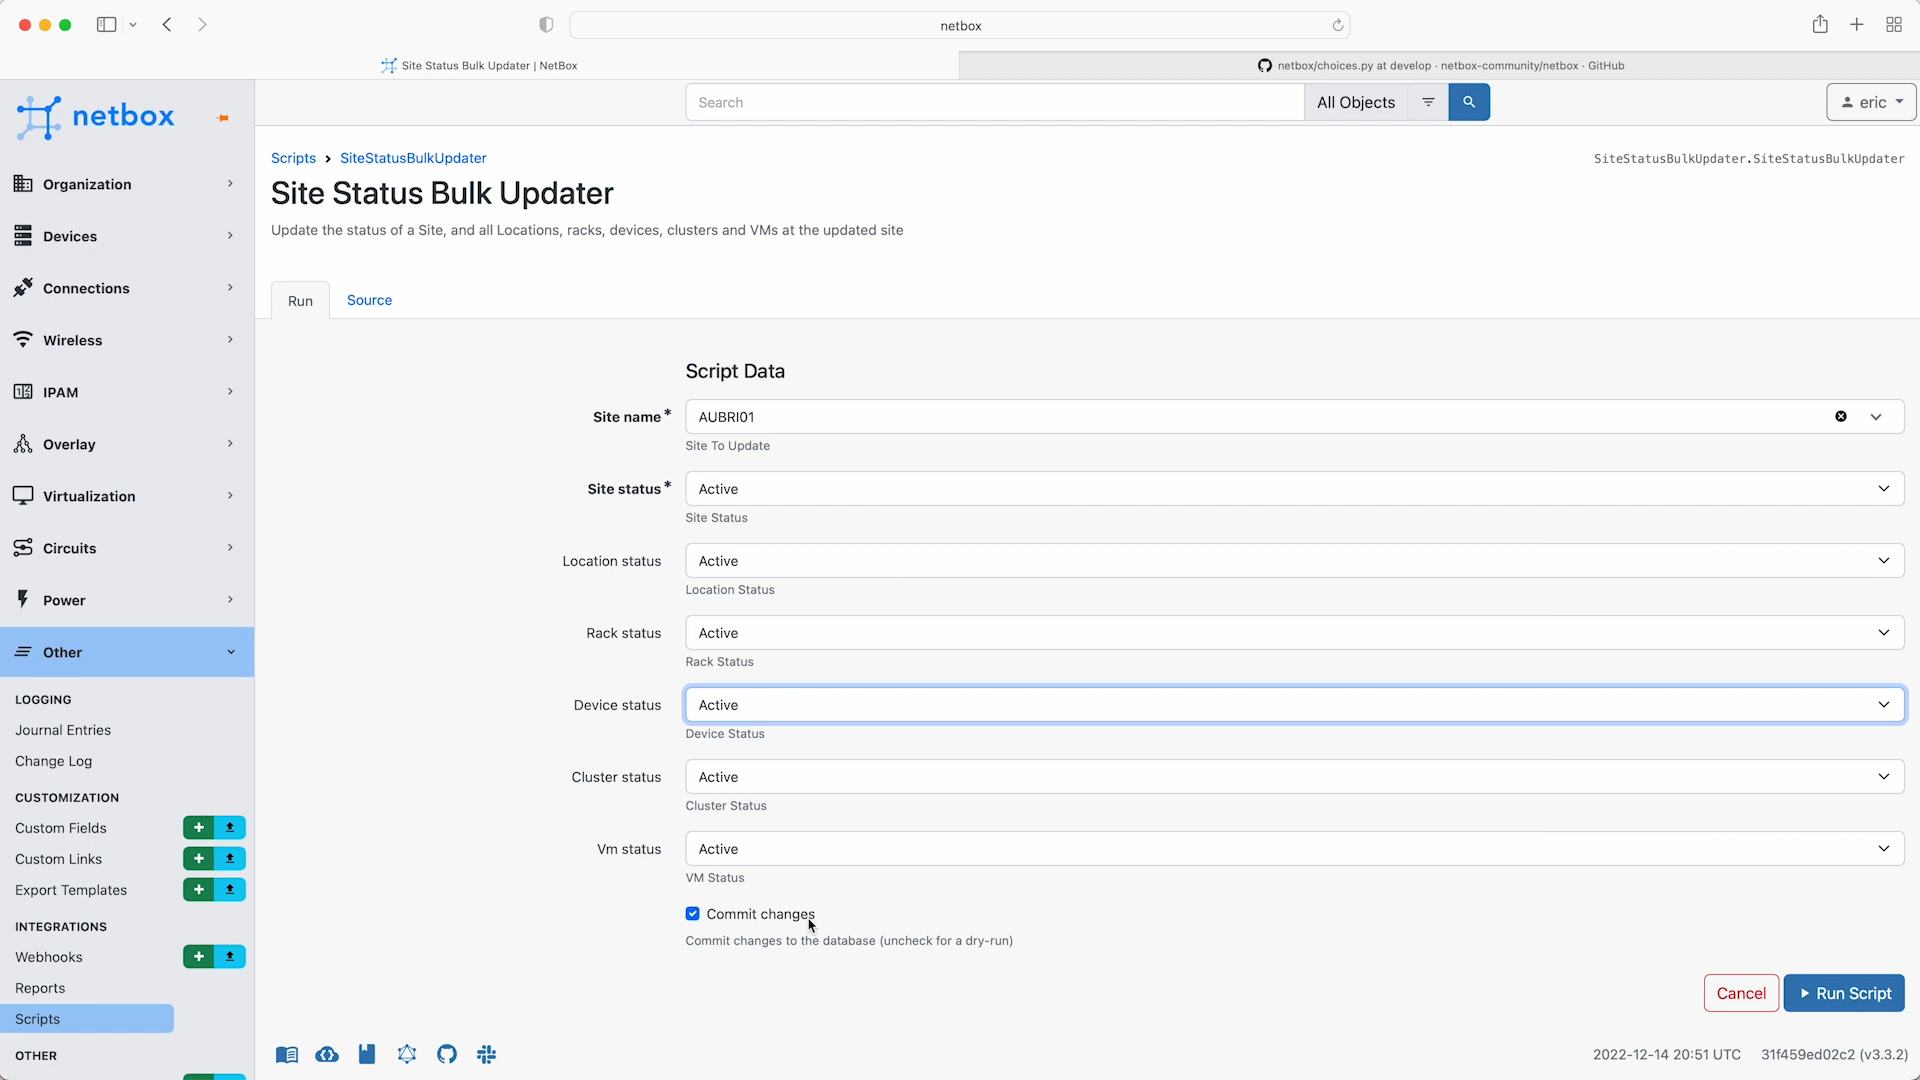 netbox
Site Status Bulk Updater | NetBox
netbox/choices.py at develop · netbox-community/netbox · GitHub
netbox
Search
All Objects
eric
Organization
Devices
Connections
Wireless
IPAM
Overlay
Virtualization
Circuits
Power
Other
LOGGING
Journal Entries
Change Log
CUSTOMIZATION
Custom Fields
Custom Links
Export Templates
INTEGRATIONS
Webhooks
Reports
Scripts
OTHER
Scripts › SiteStatusBulkUpdater
SiteStatusBulkUpdater.SiteStatusBulkUpdater
Site Status Bulk Updater
Update the status of a Site, and all Locations, racks, devices, clusters and VMs at the updated site
Run
Source
Script Data
Site name* AUBRI01
Site To Update
Site status* Active
Site Status
Location status Active
Location Status
Rack status Active
Rack Status
Device status Active
Device Status
Cluster status Active
Cluster Status
Vm status Active
VM Status
Commit changes
Commit changes to the database (uncheck for a dry-run)
Cancel
Run Script
2022-12-14 20:51 UTC 31f459ed02c2 (v3.3.2)